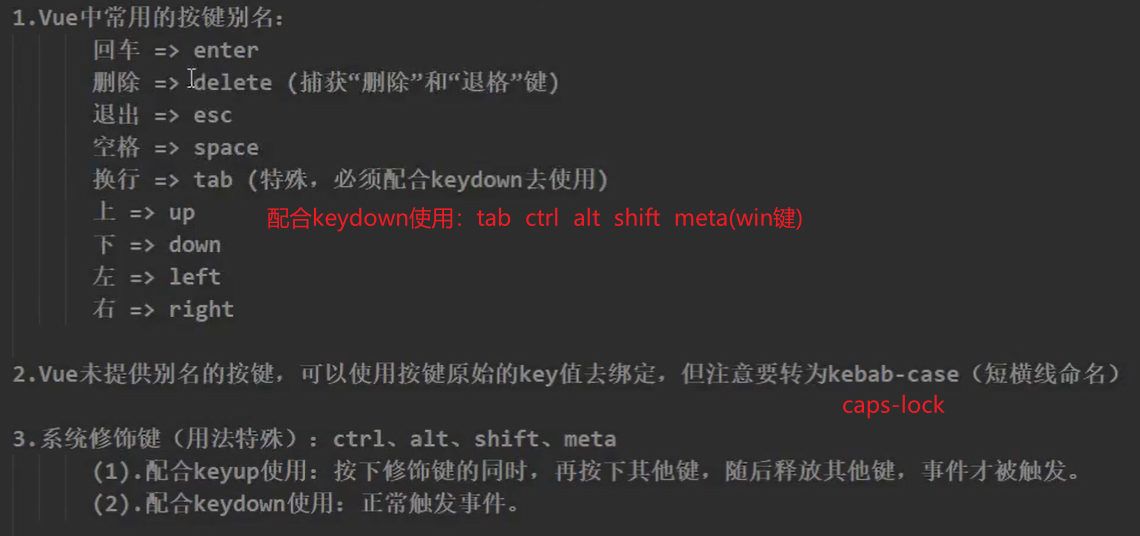 1.Vue中常用的按键别名：
回车 => enter
删除 => delete (捕获“删除”和“退格”键)
退出 => esc
空格 => space
换行 => tab (特殊，必须配合keydown去使用)
上 => up
配合keydown使用：tab ctrl alt shift meta(win键)
下 => down
左 => left
右 => right
2.Vue未提供别名的按键，可以使用按键原始的key值去绑定，但注意要转为kebab-case（短横线命名）
caps-lock
3.系统修饰键（用法特殊）：ctrl、alt、shift、meta
(1).配合keyup使用：按下修饰键的同时，再按下其他键，随后释放其他键，事件才被触发。
(2).配合keydown使用：正常触发事件。